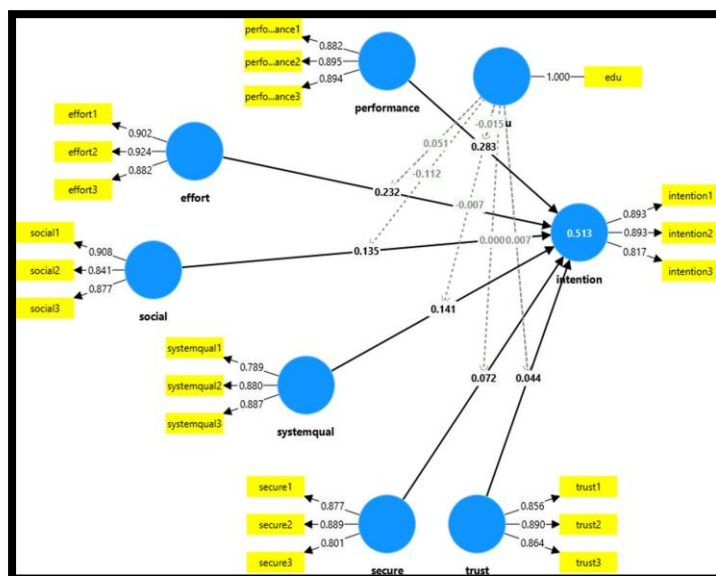 perfo...ance1
0.882
perfo...ance2
0.895
perfo...ance3
0.894
performance
1.000
edu
u
effort1
0.902
effort2
0.924
effort3
0.882
effort
0.051
-0.015
-0.112
0.283
0.232
-0.007
social1
0.908
social2
0.841
social3
0.877
social
0.135
0.000
0.007
0.513
intention
0.893
intention1
0.893
intention2
0.817
intention3
systemqual1
0.789
systemqual2
0.880
systemqual3
0.887
systemqual
0.141
0.072
0.044
secure1
0.877
secure2
0.889
secure3
0.801
secure
trust
0.856
trust1
0.890
trust2
0.864
trust3